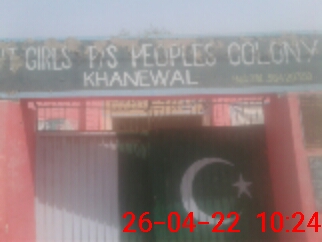 GIRLS P/S PEOPLES COLONY
KHANEWAL
26-04-22 10:24